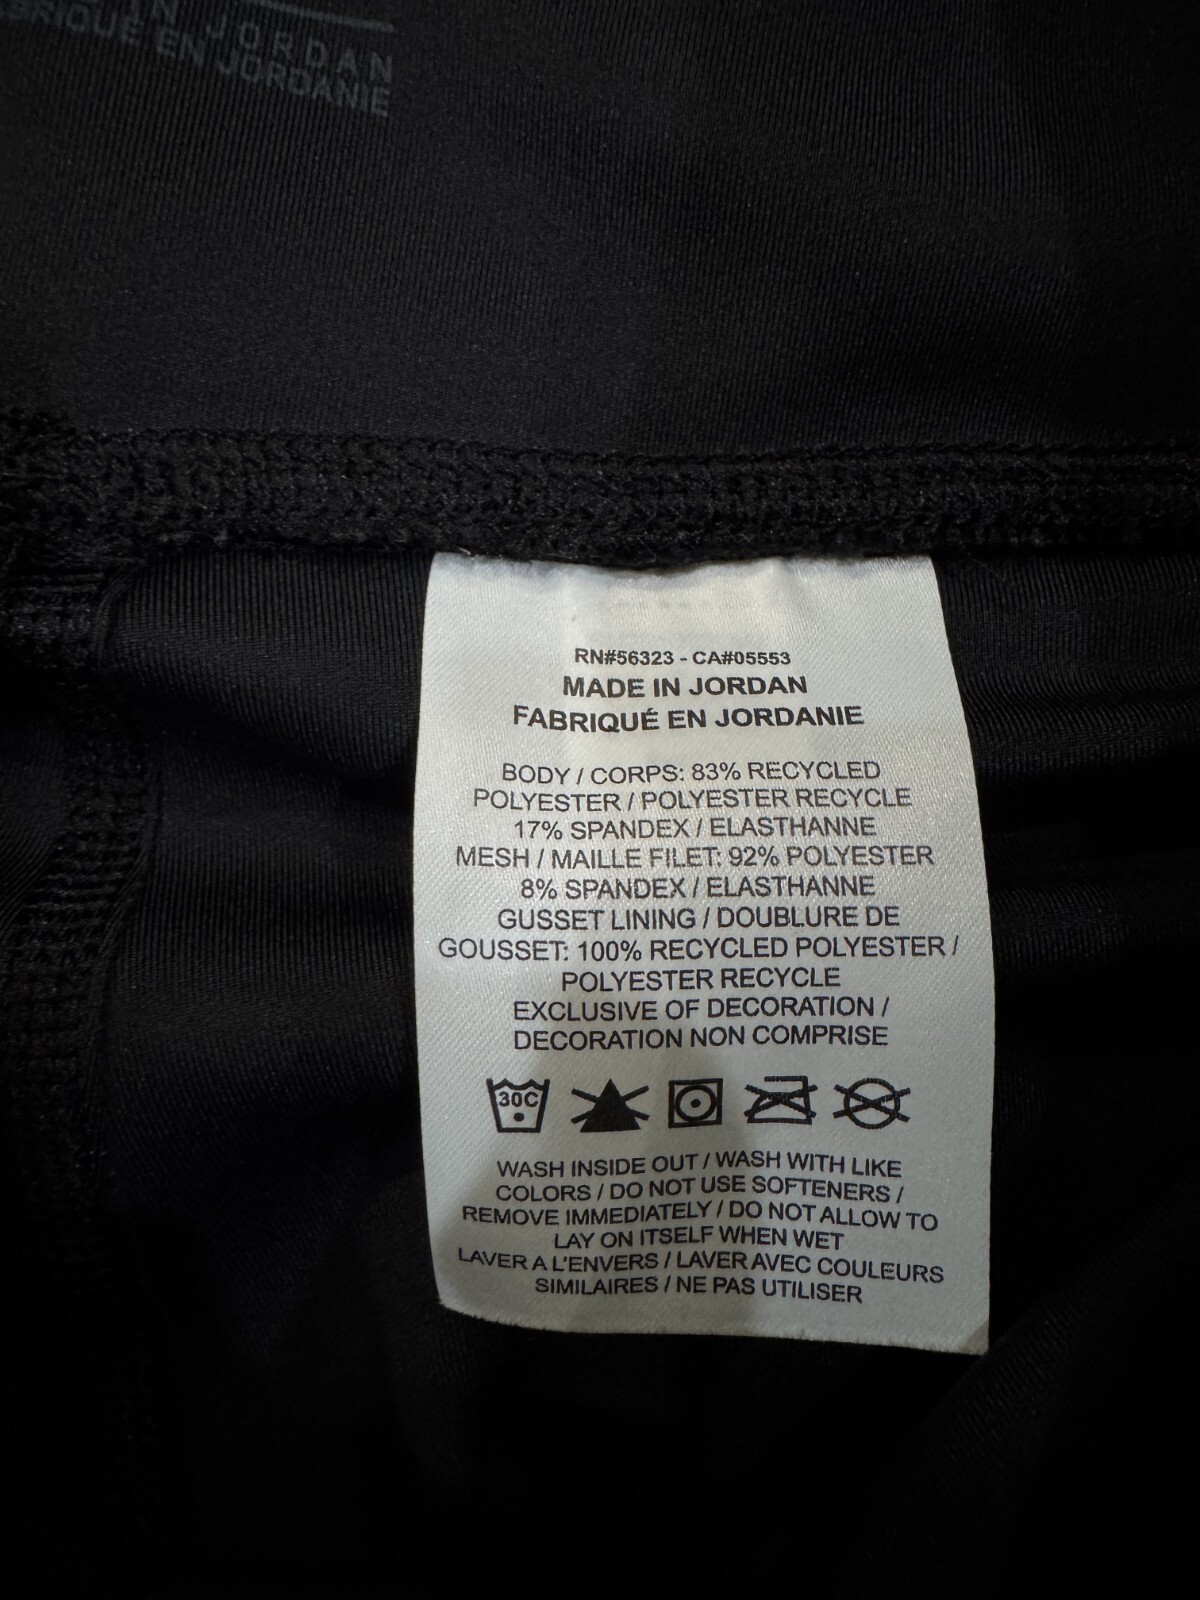 IN JORDAN
EN JORDANIE
RN#56323 - CA#05553
MADE IN JORDAN
FABRIQUÉ EN JORDANIE
BODY / CORPS: 83% RECYCLED
POLYESTER / POLYESTER RECYCLE
17% SPANDEX / ELASTHANNE
MESH / MAILLE FILET: 92% POLYESTER
8% SPANDEX / ELASTHANNE
GUSSET LINING / DOUBLURE DE
GOUSSET: 100% RECYCLED POLYESTER /
POLYESTER RECYCLE
EXCLUSIVE OF DECORATION /
DECORATION NON COMPRISE
30C
WASH INSIDE OUT / WASH WITH LIKE
COLORS / DO NOT USE SOFTENERS /
REMOVE IMMEDIATELY / DO NOT ALLOW TO
LAY ON ITSELF WHEN WET
LAVER A L'ENVERS / LAVER AVEC COULEURS
SIMILAIRES / NE PAS UTILISER